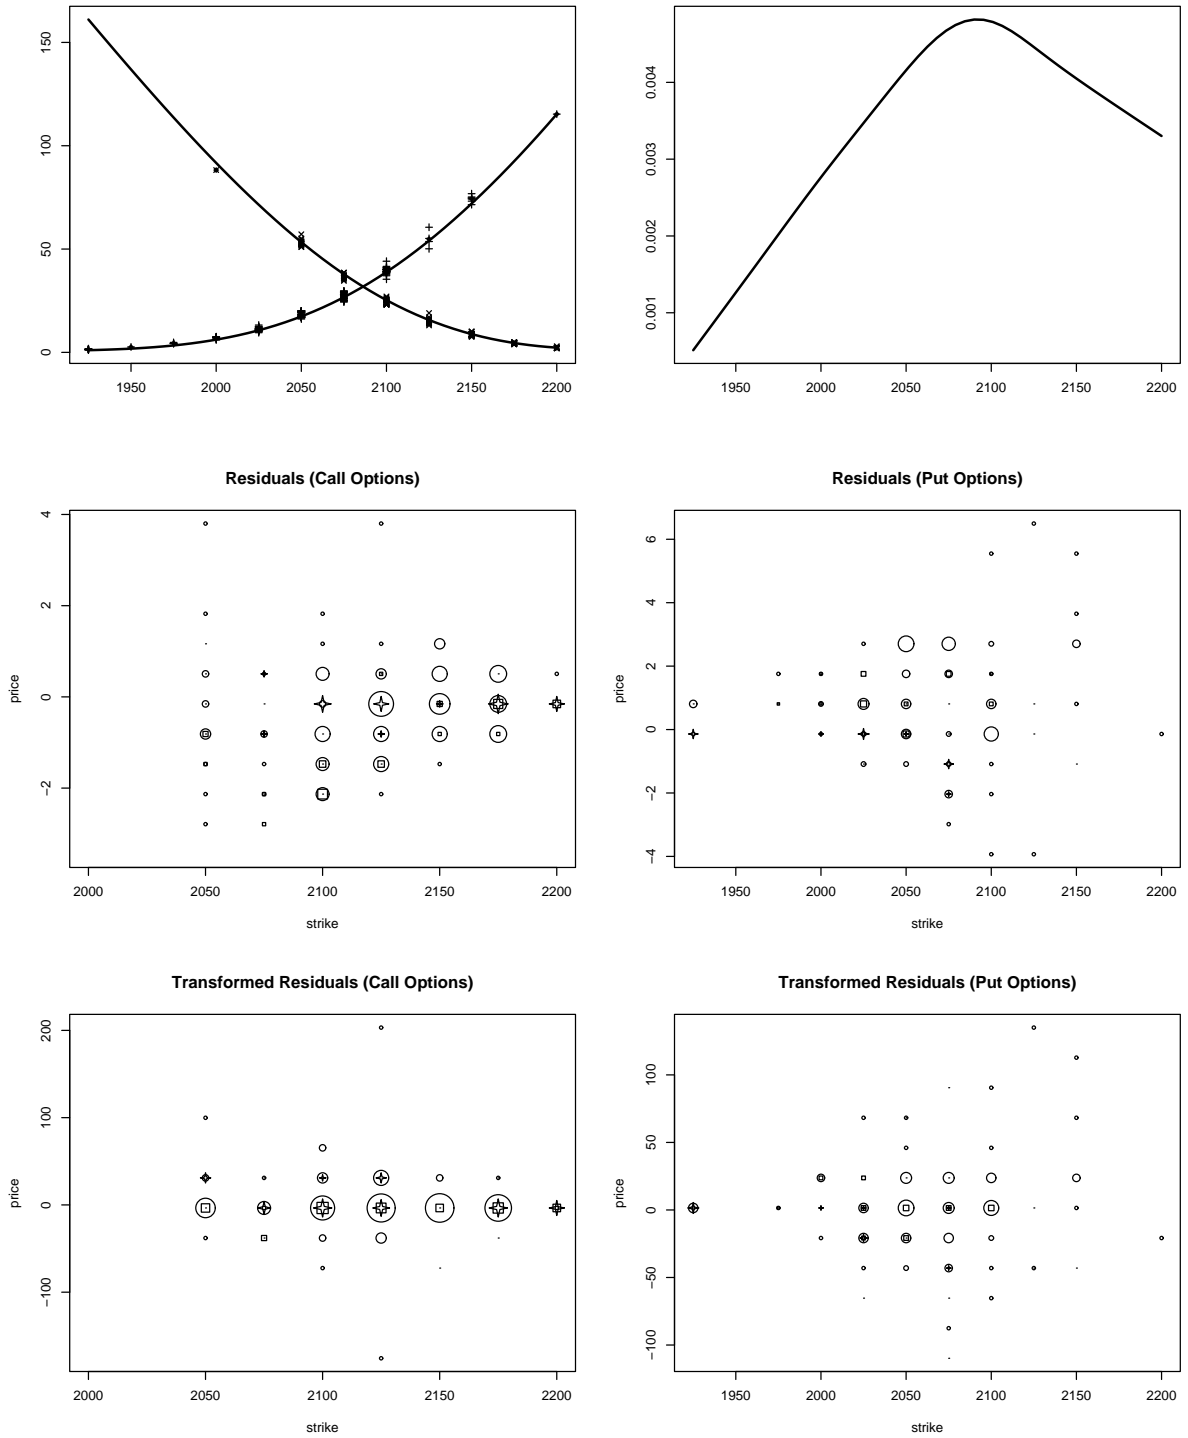 150
100
50
0
1950 2000 2050 2100 2150 2200
0.004
0.003
0.002
0.001
1950 2000 2050 2100 2150 2200
Residuals (Call Options)
price
4
2
0
−2
2000 2050 2100 2150 2200
strike
Residuals (Put Options)
price
6
4
2
0
−2
−4
1950 2000 2050 2100 2150 2200
strike
Transformed Residuals (Call Options)
price
200
100
0
−100
2000 2050 2100 2150 2200
strike
Transformed Residuals (Put Options)
price
100
50
0
−50
−100
1950 2000 2050 2100 2150 2200
strike